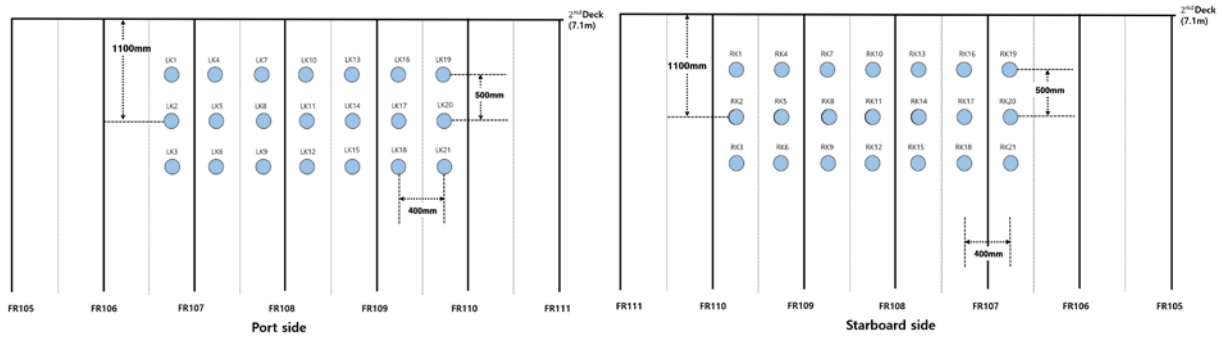 2nd Deck
(7.1m)
1100mm
LK1 LK4 LK7 LK10 LK13 LK16 LK19
500mm
LK2 LK5 LK8 LK11 LK14 LK17 LK20
LK3 LK6 LK9 LK12 LK15 LK18 LK21
400mm
FR105 FR106 FR107 FR108 FR109 FR110 FR111
Port side
2nd Deck
(7.1m)
RK1 RK4 RK7 RK10 RK13 RK16 RK19
1100mm
500mm
RK2 RK5 RK8 RK11 RK14 RK17 RK20
RK3 RK6 RK9 RK12 RK15 RK18 RK21
400mm
FR111 FR110 FR109 FR108 FR107 FR106 FR105
Starboard side